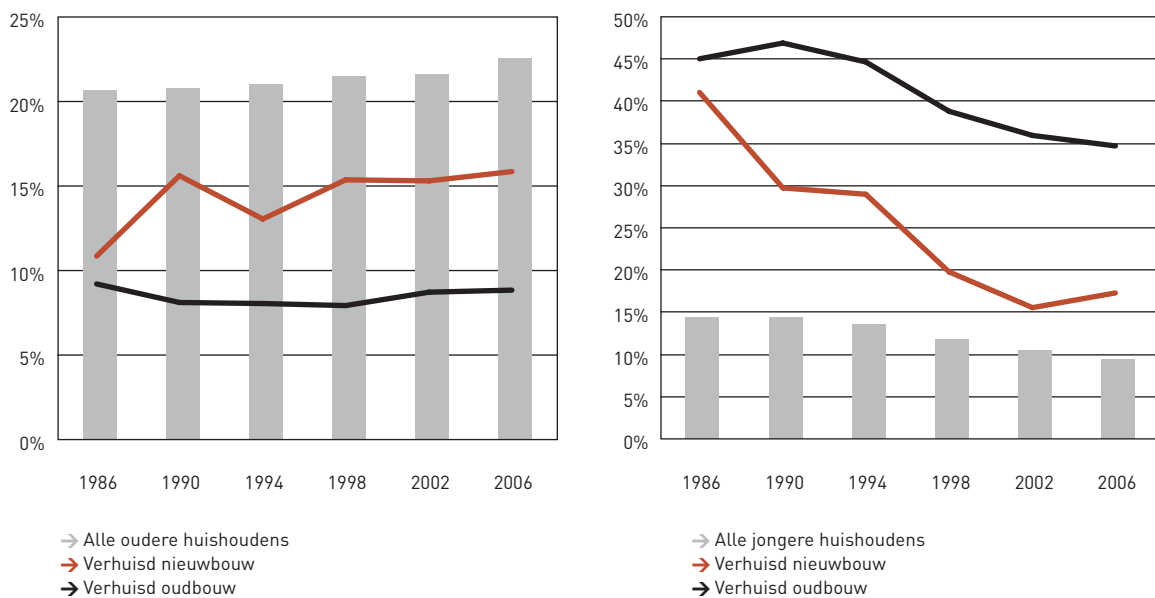 25%
20%
15%
10%
5%
0%
1986 1990 1994 1998 2002 2006
→ Alle oudere huishoudens
→ Verhuisd nieuwbouw
→ Verhuisd oudbouw
50%
45%
40%
35%
30%
25%
20%
15%
10%
5%
0%
1986 1990 1994 1998 2002 2006
→ Alle jongere huishoudens
→ Verhuisd nieuwbouw
→ Verhuisd oudbouw